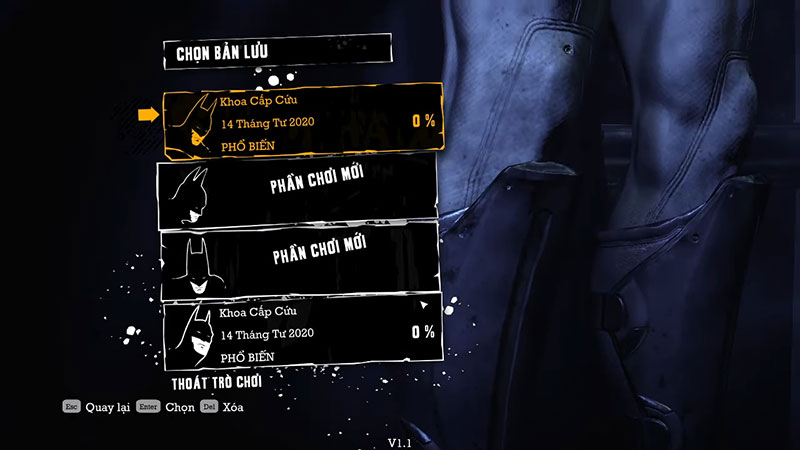 CHỌN BẢN LƯU
Khoa Cấp Cứu
14 Tháng Tư 2020
0 %
PHỔ BIẾN
PHẦN CHƠI MỚI
PHẦN CHƠI MỚI
Khoa Cấp Cứu
14 Tháng Tư 2020
0 %
PHỔ BIẾN
THOÁT TRÒ CHƠI
Esc Quay lại Enter Chọn Del Xóa
V1.1